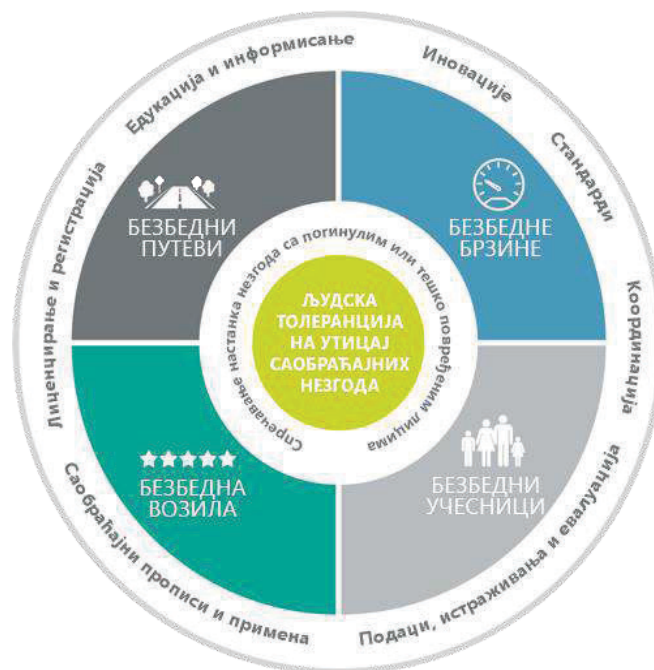 Едукација и информисање
Иновације
Стандарди
Координација
Подаци, истраживања и евалуација
Саобраћајни прописи и примена
Лиценцирање и регистрација
БЕЗБЕДНИ
ПУТЕВИ
БЕЗБЕДНЕ
БРЗИНЕ
Спречавање настанка незгода са погинулим или тешко повређеним лицима
ЉУДСКА
ТОЛЕРАНЦИЈА
НА УТИЦАЈ
САОБРАЋАЈНИХ
НЕЗГОДА
БЕЗБЕДНА
ВОЗИЛА
БЕЗБЕДНИ
УЧЕСНИЦИ